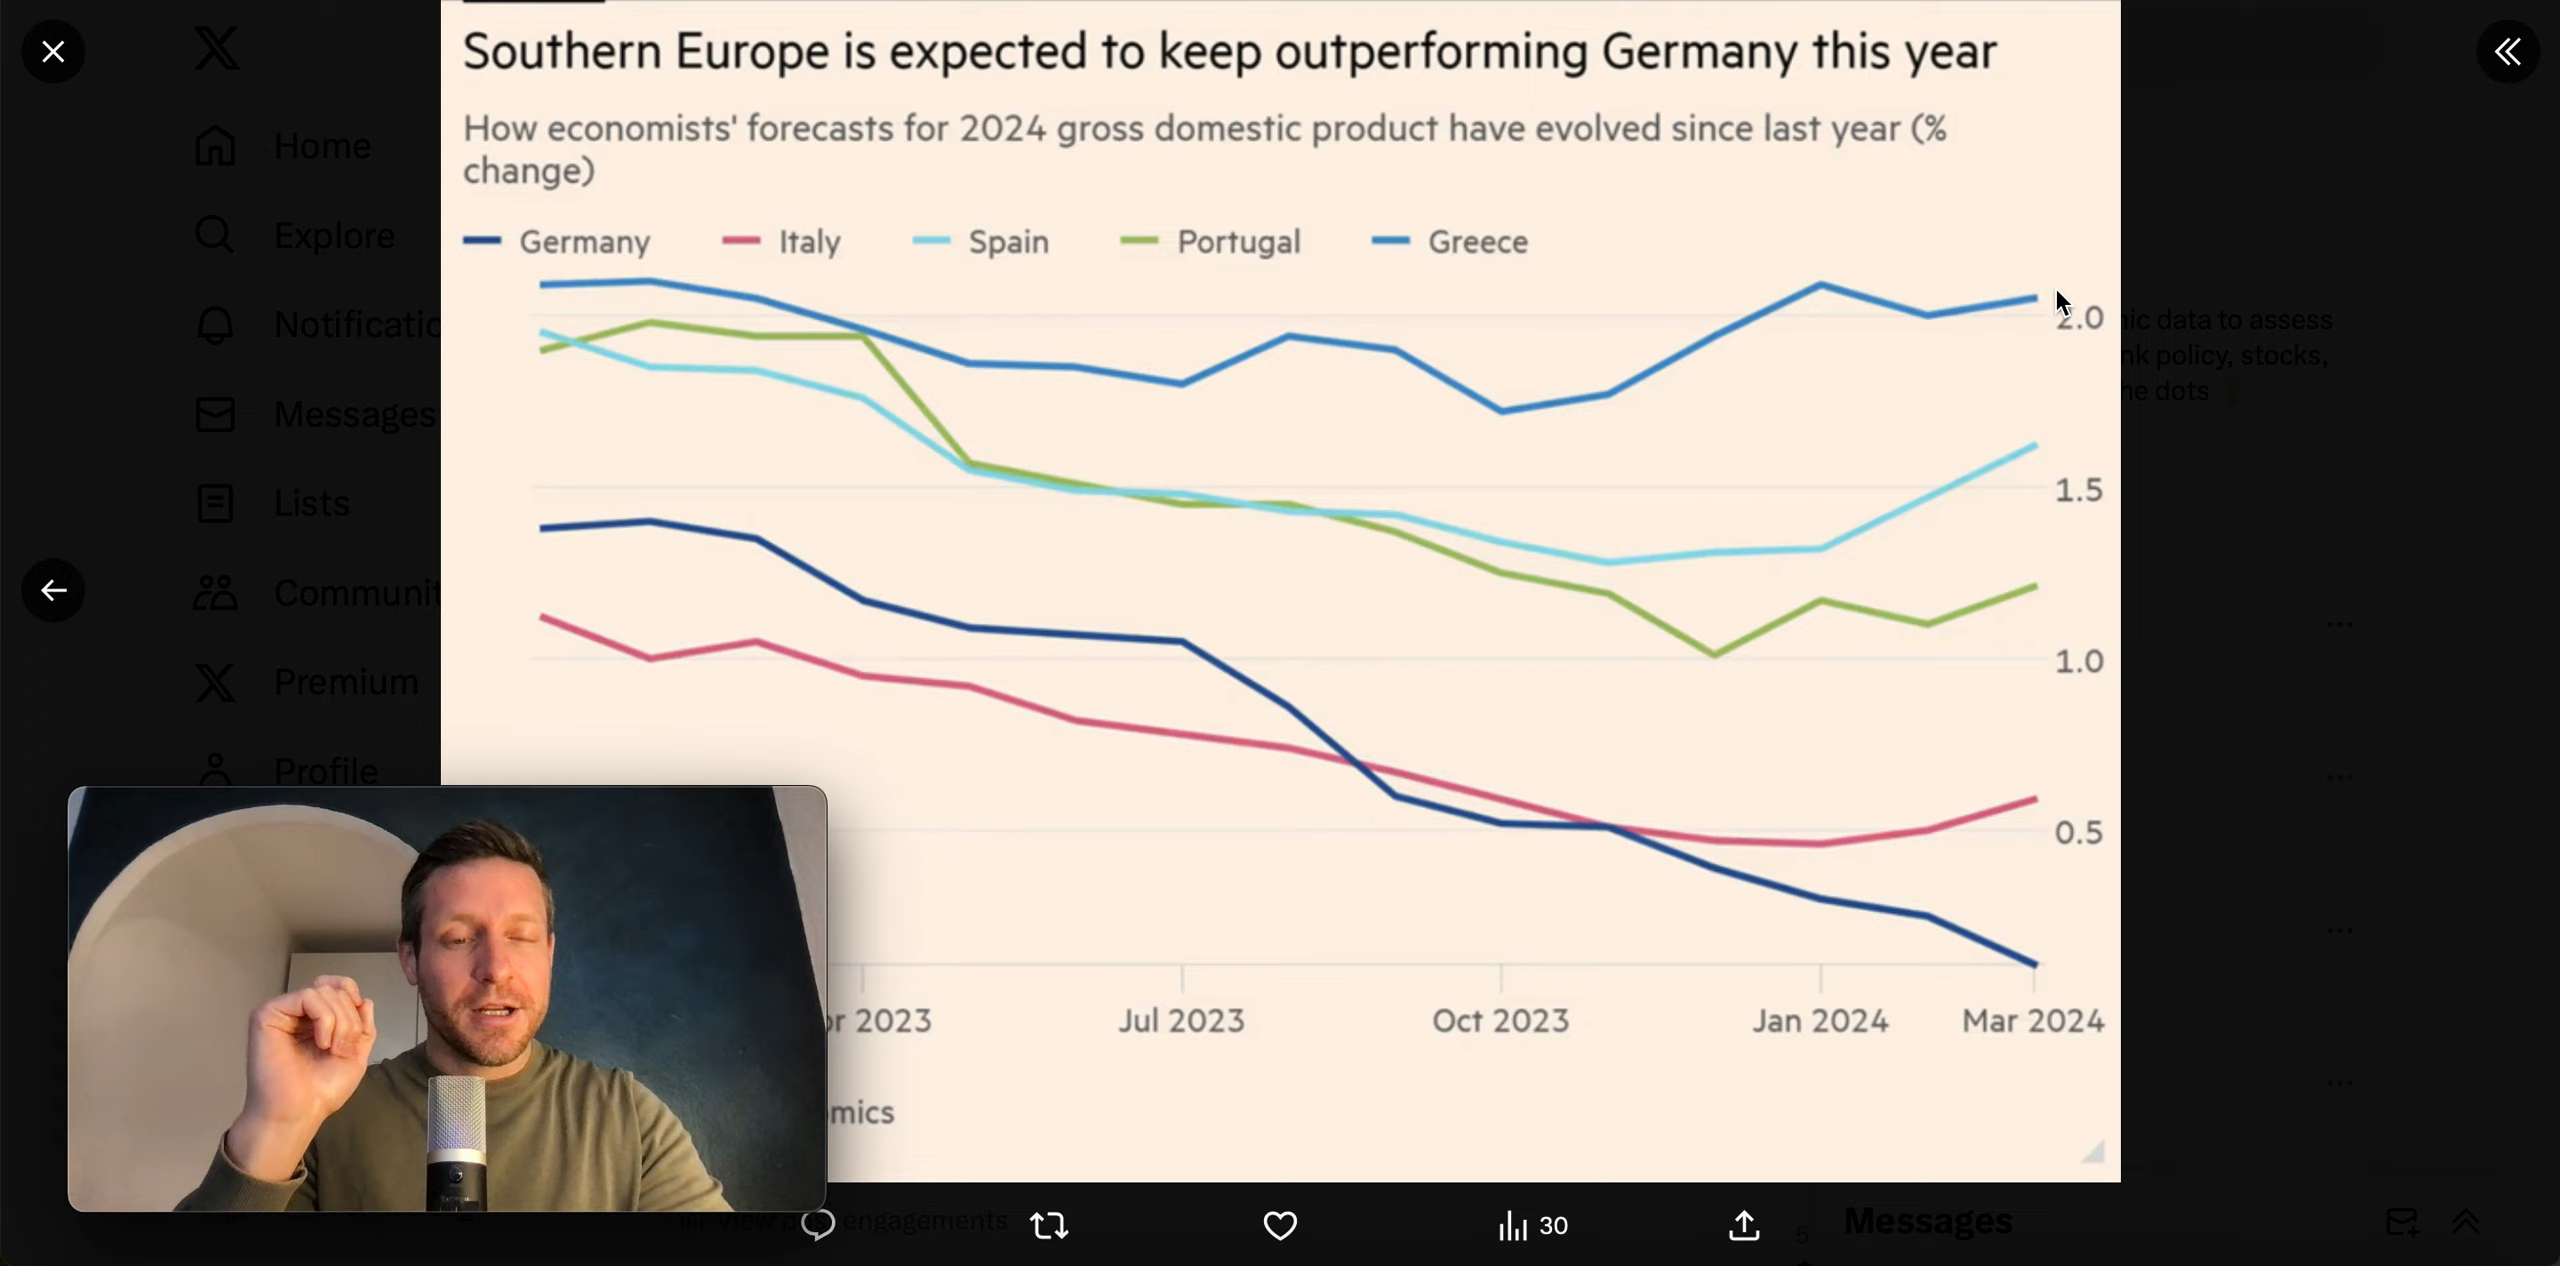 Southern Europe is expected to keep outperforming Germany this year
How economists' forecasts for 2024 gross domestic product have evolved since last year (%
change)
Germany Italy Spain Portugal Greece
2.0
1.5
1.0
0.5
r 2023 Jul 2023 Oct 2023 Jan 2024 Mar 2024
omics
Home
Explore
Notificatic
Messages
Lists
Communit
Premium
Profile
ic data to assess
nk policy, stocks,
he dots
engagements
30
5
Messages